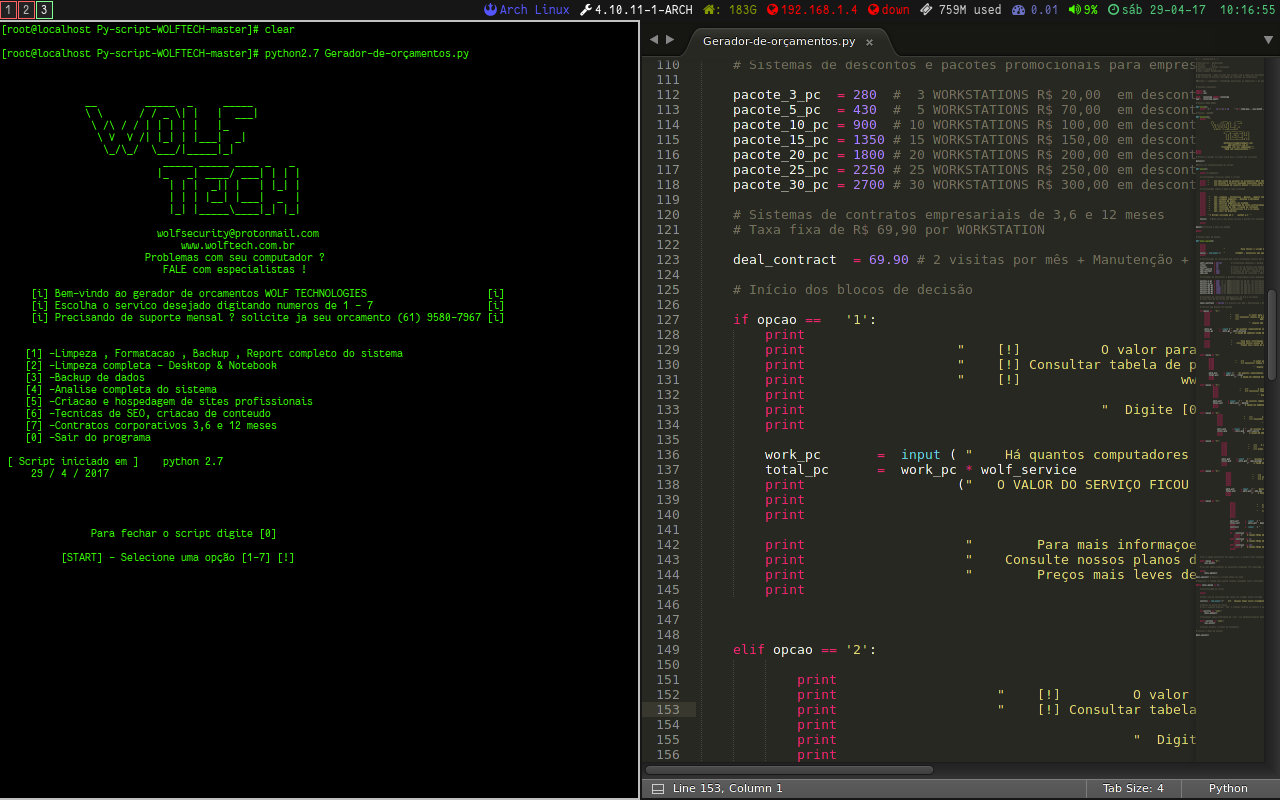 1 2 3 Arch Linux 4.10.11-1-ARCH : 183G 192.168.1.4 down 759M used 0.01 9% sáb 29-04-17 10:16:55
[root@localhost Py-script-WOLFTECH-master]# clear
[root@localhost Py-script-WOLFTECH-master]# python2.7 Gerador-de-orçamentos.py
WOLF
TECH
wolfsecurity@protonmail.com
www.wolftech.com.br
Problemas com seu computador ?
FALE com especialistas !
[i] Bem-vindo ao gerador de orcamentos WOLF TECHNOLOGIES [i]
[i] Escolha o servico desejado digitando numeros de 1 - 7 [i]
[i] Precisando de suporte mensal ? solicite ja seu orcamento (61) 9580-7967 [i]
[1] -Limpeza , Formatacao , Backup , Report completo do sistema
[2] -Limpeza completa - Desktop & Notebook
[3] -Backup de dados
[4] -Analise completa do sistema
[5] -Criacao e hospedagem de sites profissionais
[6] -Tecnicas de SEO, criacao de conteudo
[7] -Contratos corporativos 3,6 e 12 meses
[0] -Sair do programa
[ Script iniciado em ] python 2.7
29 / 4 / 2017
Para fechar o script digite [0]
[START] - Selecione uma opção [1-7] [!]
Gerador-de-orçamentos.py ×
110 # Sistemas de descontos e pacotes promocionais para empres
111
112 pacote_3_pc = 280 # 3 WORKSTATIONS R$ 20,00 em descont
113 pacote_5_pc = 430 # 5 WORKSTATIONS R$ 70,00 em descont
114 pacote_10_pc = 900 # 10 WORKSTATIONS R$ 100,00 em descont
115 pacote_15_pc = 1350 # 15 WORKSTATIONS R$ 150,00 em descont
116 pacote_20_pc = 1800 # 20 WORKSTATIONS R$ 200,00 em descont
117 pacote_25_pc = 2250 # 25 WORKSTATIONS R$ 250,00 em descont
118 pacote_30_pc = 2700 # 30 WORKSTATIONS R$ 300,00 em descont
119
120 # Sistemas de contratos empresariais de 3,6 e 12 meses
121 # Taxa fixa de R$ 69,90 por WORKSTATION
122
123 deal_contract = 69.90 # 2 visitas por mês + Manutenção +
124
125 # Início dos blocos de decisão
126
127 if opcao == '1':
128 print
129 print " [!] O valor para
130 print " [!] Consultar tabela de p
131 print " [!] ww
132 print
133 print " Digite [0
134 print
135
136 work_pc = input ( " Há quantos computadores
137 total_pc = work_pc * wolf_service
138 print (" O VALOR DO SERVIÇO FICOU
139 print
140 print
141
142 print " Para mais informaçoe
143 print " Consulte nossos planos d
144 print " Preços mais leves de
145 print
146
147
148
149 elif opcao == '2':
150
151 print
152 print " [!] O valor
153 print " [!] Consultar tabela
154 print
155 print " Digit
156 print
Line 153, Column 1 Tab Size: 4 Python